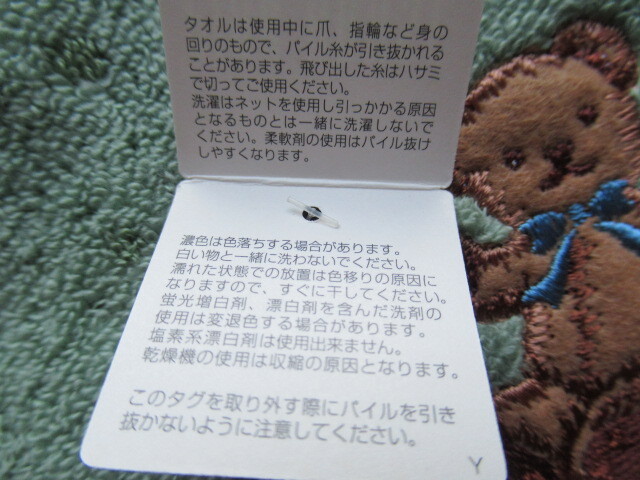 タオルは使用中に爪、指輪など身の
回りのもので、パイル糸が引き抜かれる
ことがあります。飛び出した糸はハサミ
で切ってご使用ください。
洗濯はネットを使用し引っかかる原因
となるものとは一緒に洗濯しないで
ください。柔軟剤の使用はパイル抜け
しやすくなります。
濃色は色落ちする場合があります。
白い物と一緒に洗わないでください。
濡れた状態での放置は色移りの原因に
なりますので、すぐに干してください。
蛍光増白剤、漂白剤を含んだ洗剤の
使用は変退色する場合があります。
塩素系漂白剤は使用出来ません。
乾燥機の使用は収縮の原因となります。
このタグを取り外す際にパイルを引き
抜かないように注意してください。
Y